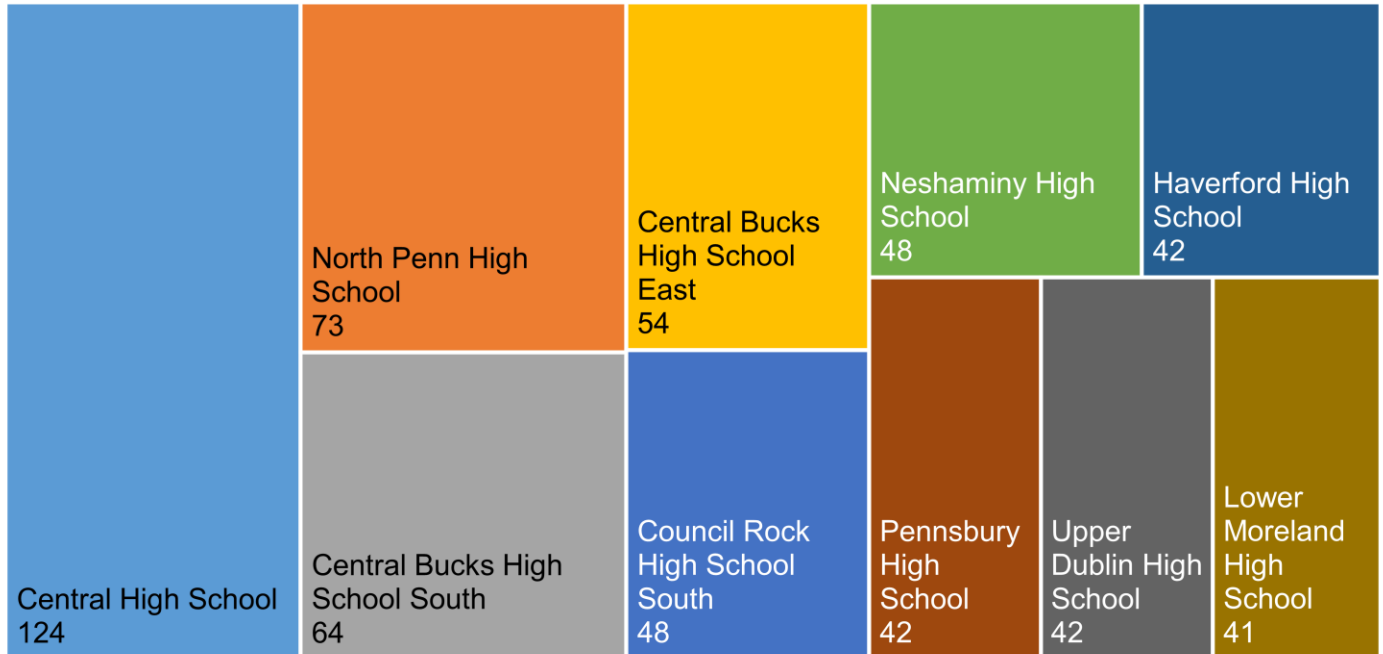 Central High School
124
North Penn High
School
73
Central Bucks High
School South
64
Central Bucks
High School
East
54
Council Rock
High School
South
48
Neshaminy High
School
48
Haverford High
School
42
Pennsbury
High
School
42
Upper
Dublin High
School
42
Lower
Moreland
High
School
41